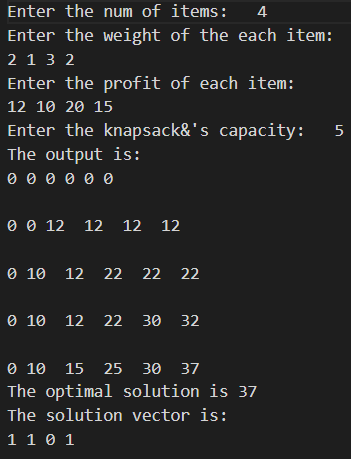 Enter the num of items:   4
Enter the weight of the each item:
2 1 3 2
Enter the profit of each item:
12 10 20 15
Enter the knapsack&'s capacity:   5
The output is:
0 0 0 0 0 0
0 0 12  12  12  12
0 10  12  22  22  22
0 10  12  22  30  32
0 10  15  25  30  37
The optimal solution is 37
The solution vector is:
1 1 0 1